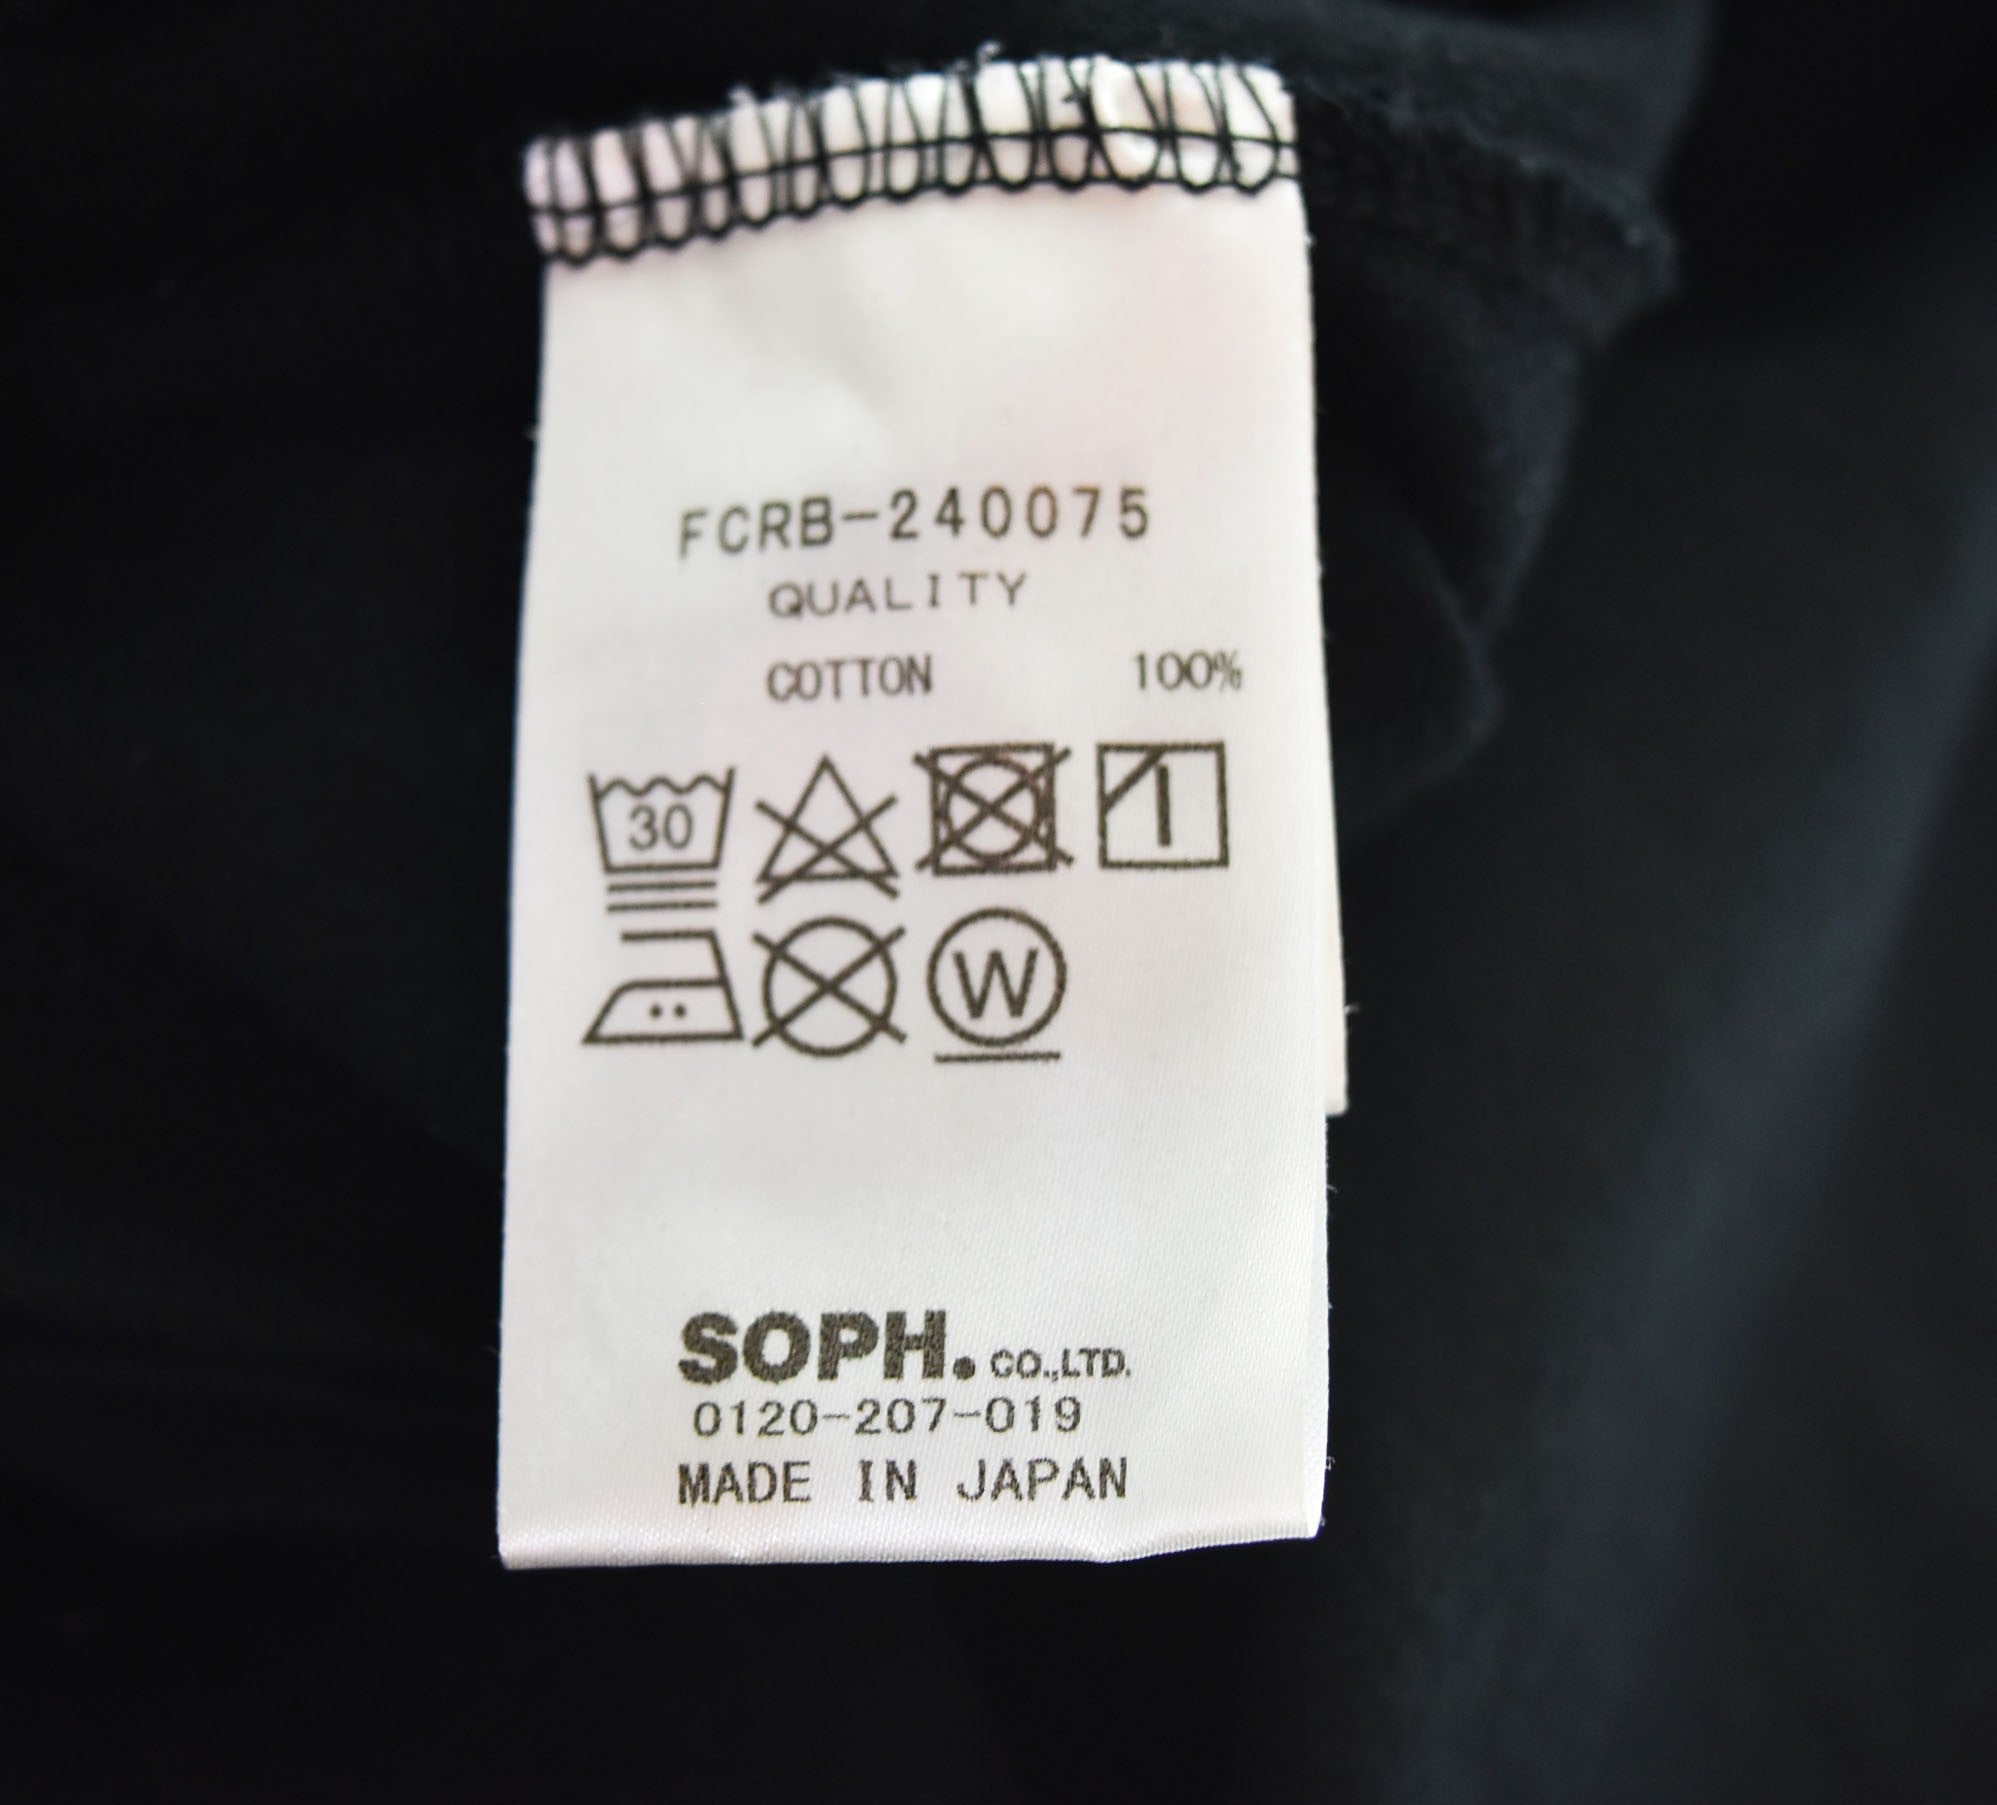 FCRB-240075
QUALITY
COTTON 100%
30
W
SOPH. CO.,LTD.
0120-207-019
MADE IN JAPAN